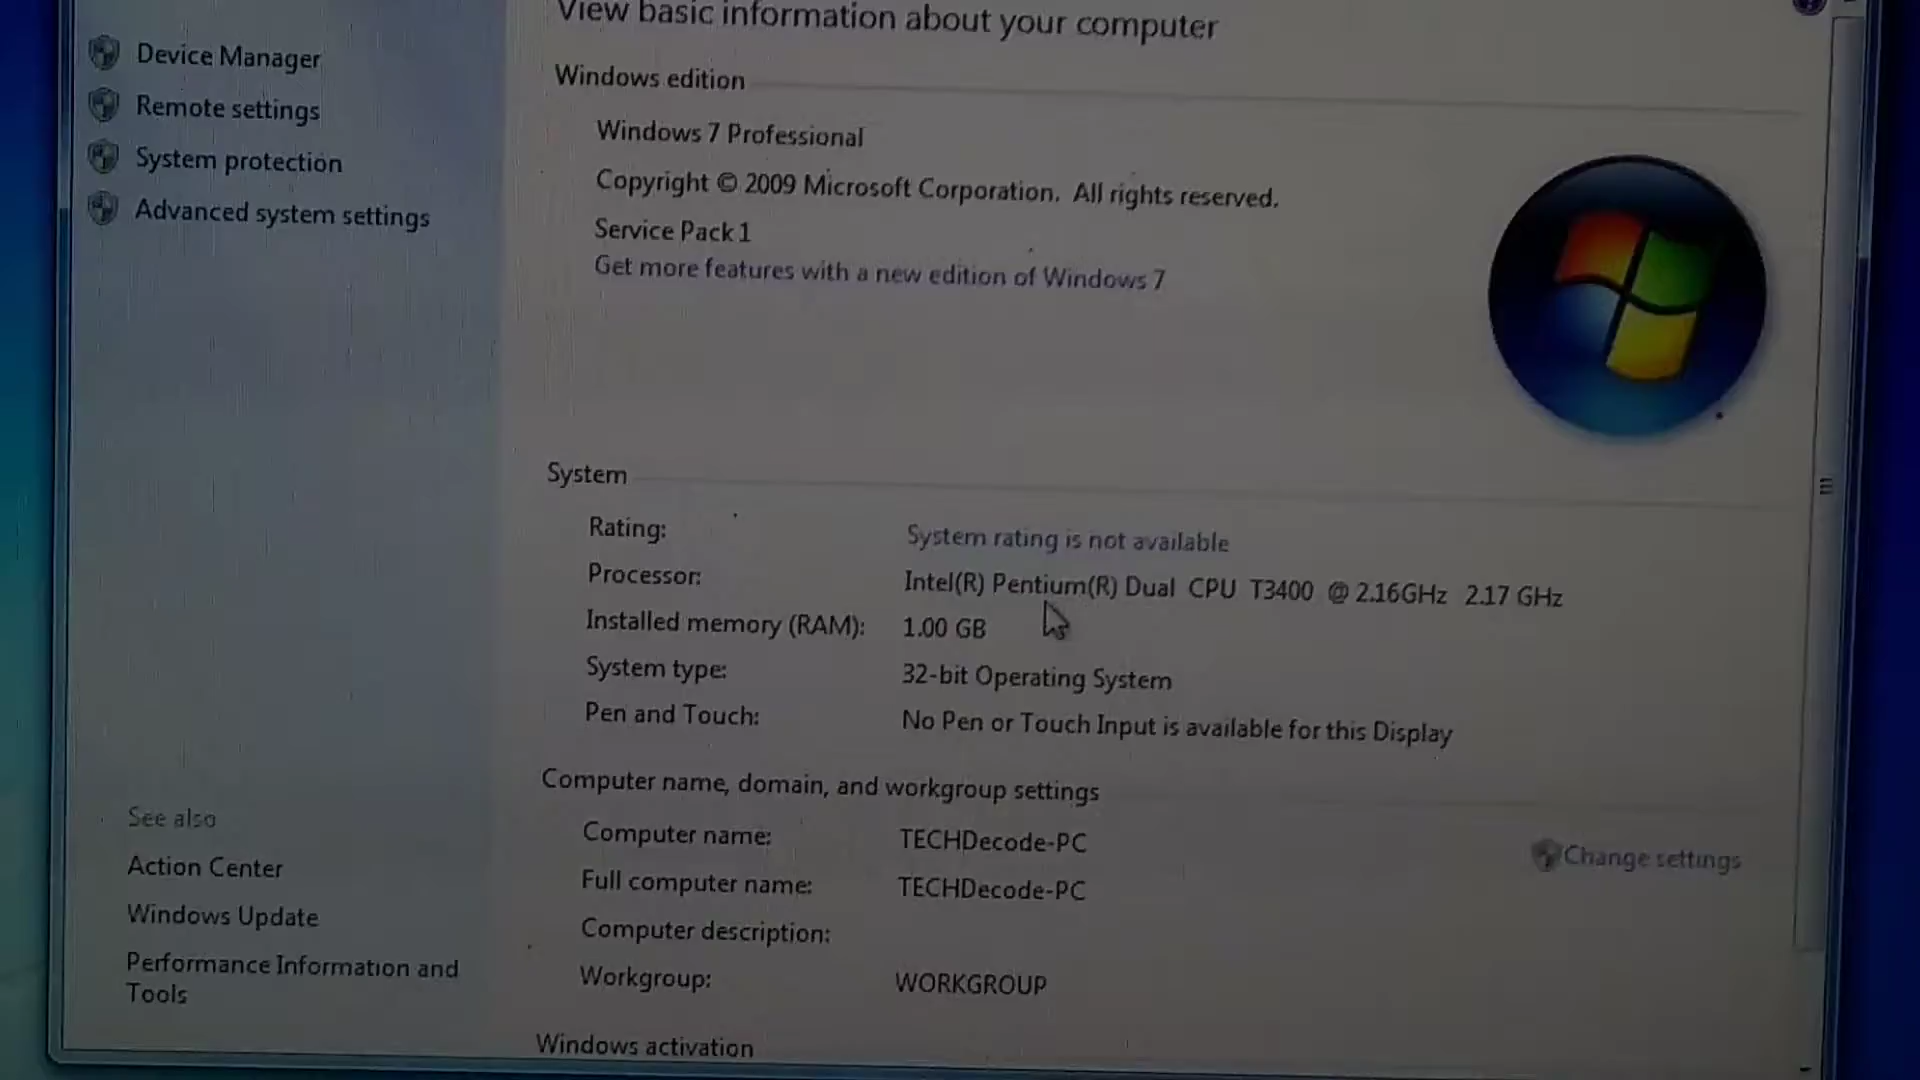 View basic information about your computer
Device Manager
Remote settings
System protection
Advanced system settings
Windows edition
Windows 7 Professional
Copyright © 2009 Microsoft Corporation. All rights reserved.
Service Pack 1
Get more features with a new edition of Windows 7
System
Rating: System rating is not available
Processor: Intel(R) Pentium(R) Dual CPU T3400 @ 2.16GHz 2.17 GHz
Installed memory (RAM): 1.00 GB
System type: 32-bit Operating System
Pen and Touch: No Pen or Touch Input is available for this Display
Computer name, domain, and workgroup settings
Computer name: TECHDecode-PC
Change settings
Full computer name: TECHDecode-PC
Computer description:
Workgroup: WORKGROUP
Windows activation
See also
Action Center
Windows Update
Performance Information and
Tools